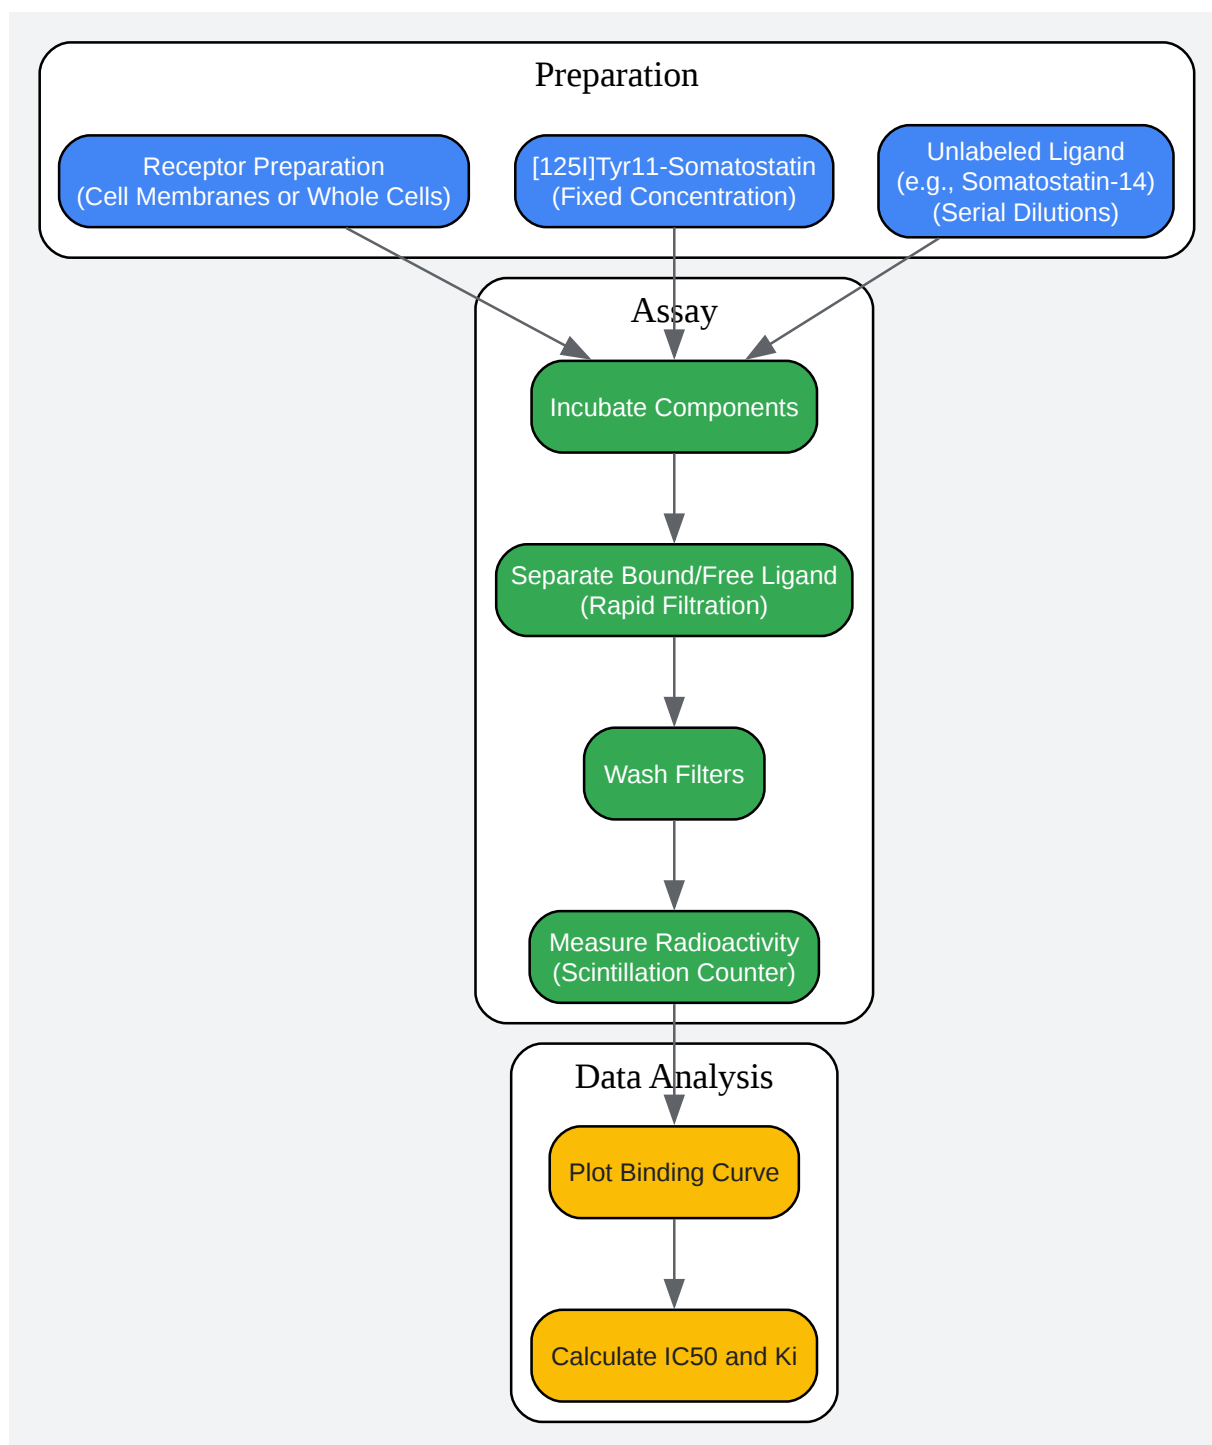 Preparation
Receptor Preparation
(Cell Membranes or Whole Cells)
[125I]Tyr11-Somatostatin
(Fixed Concentration)
Unlabeled Ligand
(e.g., Somatostatin-14)
(Serial Dilutions)
Assay
Incubate Components
Separate Bound/Free Ligand
(Rapid Filtration)
Wash Filters
Measure Radioactivity
(Scintillation Counter)
Data Analysis
Plot Binding Curve
Calculate IC50 and Ki